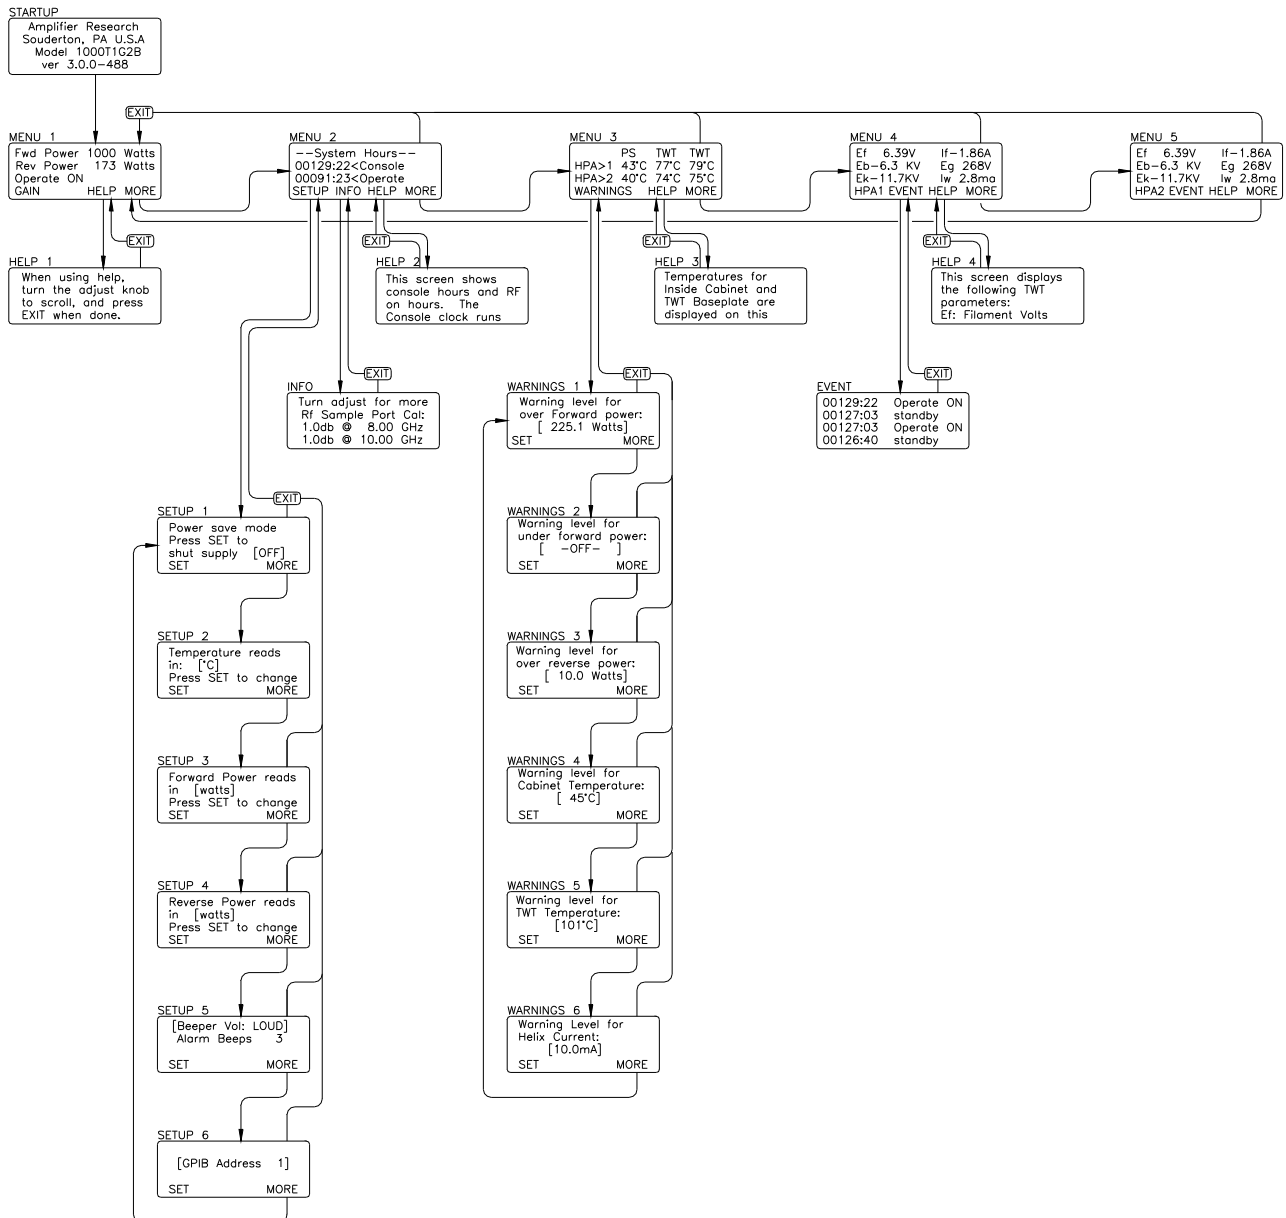 STARTUP
Amplifier Research
Souderton, PA U.S.A
Model 1000T1G2B
ver 3.0.0-488
EXIT
MENU 1
Fwd Power 1000 Watts
Rev Power 173 Watts
Operate ON
GAIN HELP MORE
MENU 2
--System Hours--
00129:22<Console
00091:23<Operate
SETUP INFO HELP MORE
MENU 3
PS TWT TWT
HPA>1 43°C 77°C 79°C
HPA>2 40°C 74°C 75°C
WARNINGS HELP MORE
MENU 4
Ef 6.39V If-1.86A
Eb-6.3 KV Eg 268V
Ek-11.7KV Iw 2.8ma
HPA1 EVENT HELP MORE
MENU 5
Ef 6.39V If-1.86A
Eb-6.3 KV Eg 268V
Ek-11.7KV Iw 2.8ma
HPA2 EVENT HELP MORE
EXIT
EXIT
EXIT
EXIT
HELP 1
When using help,
turn the adjust knob
to scroll, and press
EXIT when done.
HELP 2
This screen shows
console hours and RF
on hours. The
Console clock runs
HELP 3
Temperatures for
Inside Cabinet and
TWT Baseplate are
displayed on this
HELP 4
This screen displays
the following TWT
parameters:
Ef: Filament Volts
EXIT
EXIT
EXIT
INFO
Turn adjust for more
Rf Sample Port Cal:
1.0db @ 8.00 GHz
1.0db @ 10.00 GHz
WARNINGS 1
Warning level for
over Forward power:
[ 225.1 Watts]
SET MORE
EVENT
00129:22 Operate ON
00127:03 standby
00127:03 Operate ON
00126:40 standby
EXIT
SETUP 1
Power save mode
Press SET to
shut supply [OFF]
SET MORE
WARNINGS 2
Warning level for
under forward power:
[ -OFF- ]
SET MORE
SETUP 2
Temperature reads
in: [°C]
Press SET to change
SET MORE
WARNINGS 3
Warning level for
over reverse power:
[ 10.0 Watts]
SET MORE
SETUP 3
Forward Power reads
in [watts]
Press SET to change
SET MORE
WARNINGS 4
Warning level for
Cabinet Temperature:
[ 45°C]
SET MORE
SETUP 4
Reverse Power reads
in [watts]
Press SET to change
SET MORE
WARNINGS 5
Warning level for
TWT Temperature:
[101°C]
SET MORE
SETUP 5
[Beeper Vol: LOUD]
Alarm Beeps 3
SET MORE
WARNINGS 6
Warning Level for
Helix Current:
[10.0mA]
SET MORE
SETUP 6
[GPIB Address 1]
SET MORE